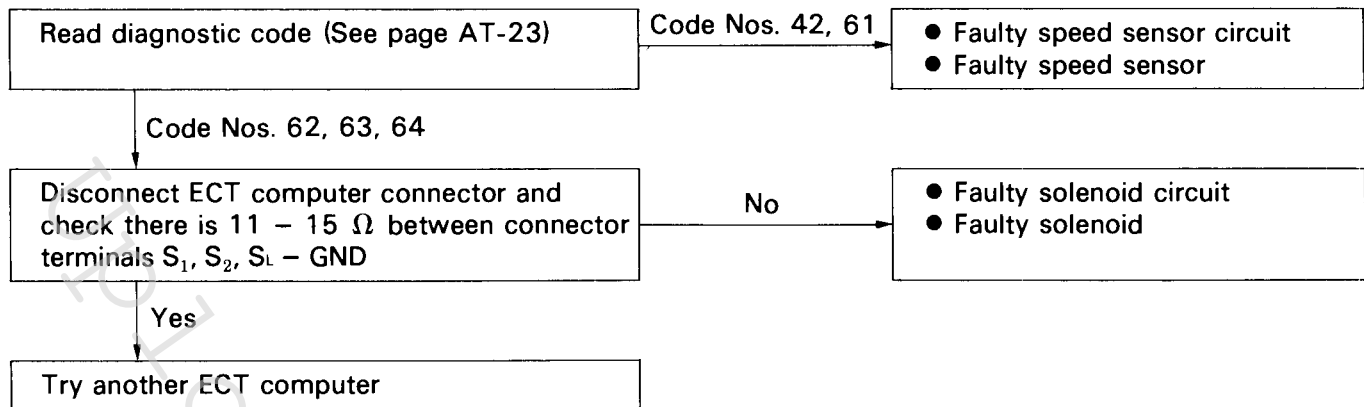 Read diagnostic code (See page AT-23)
Code Nos. 42, 61
● Faulty speed sensor circuit
● Faulty speed sensor
Code Nos. 62, 63, 64
Disconnect ECT computer connector and
check there is 11 – 15 Ω between connector
terminals S₁, S₂, SL – GND
No
● Faulty solenoid circuit
● Faulty solenoid
Yes
Try another ECT computer